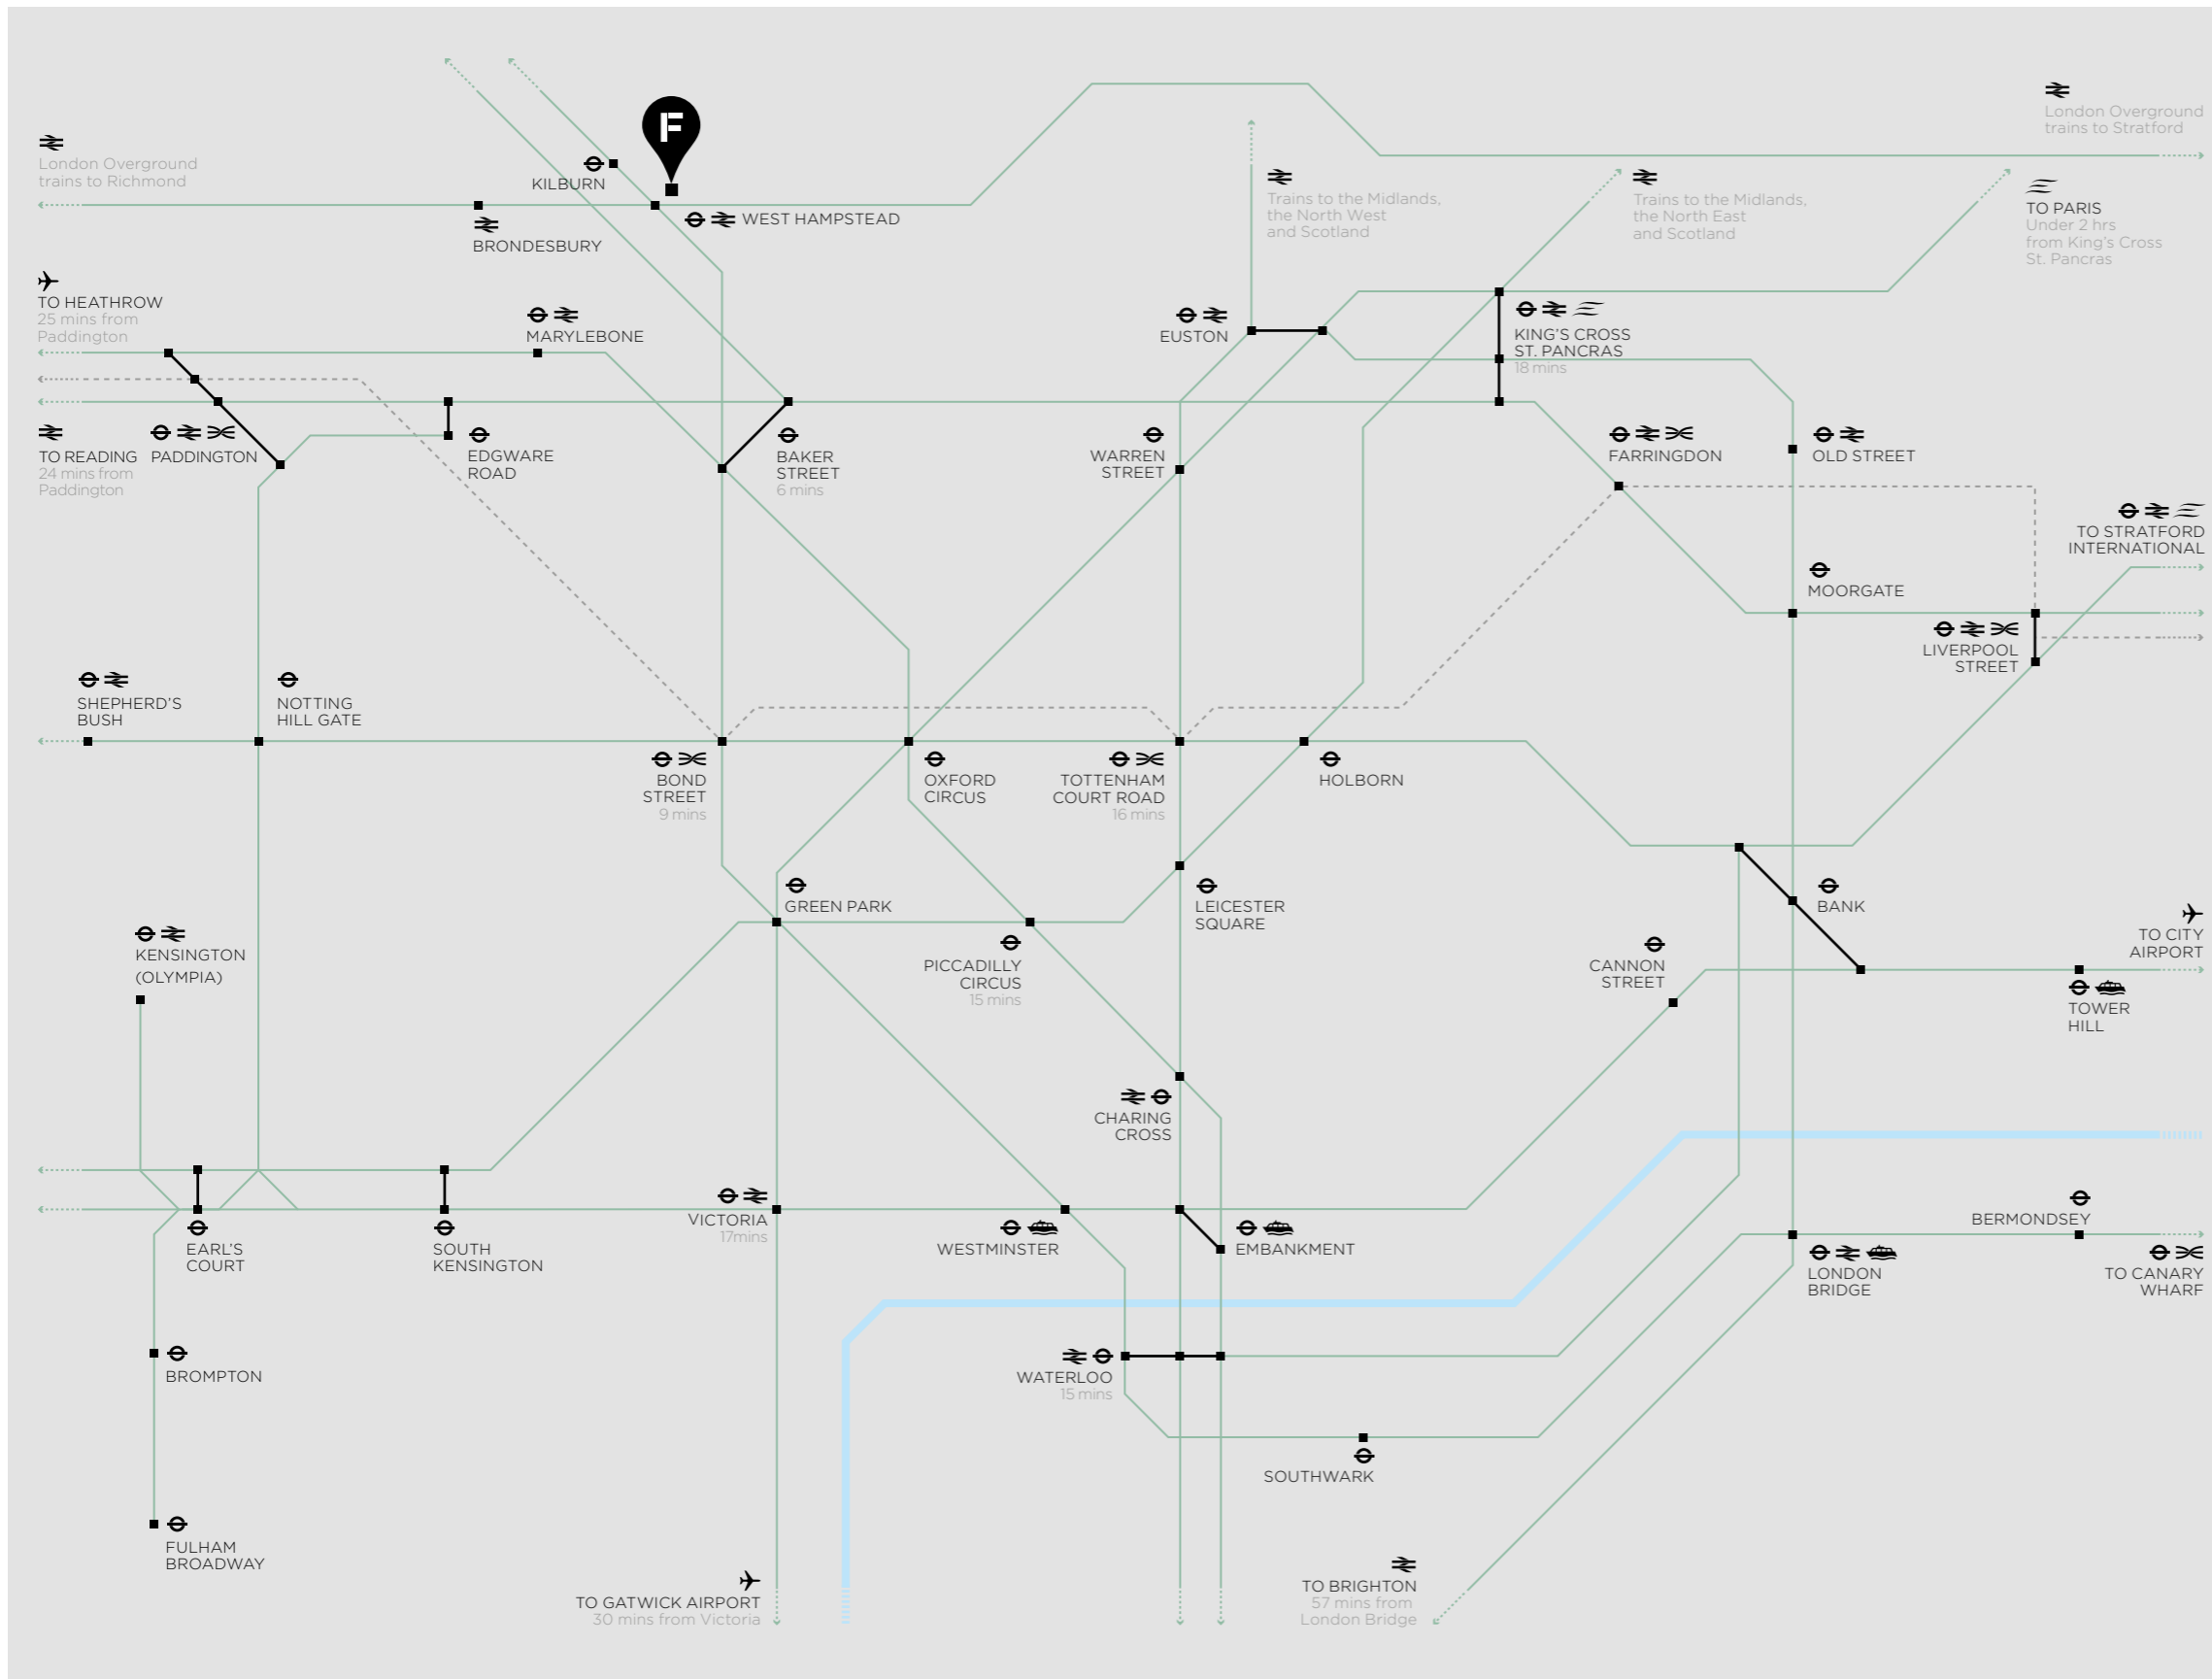 London Overground
trains to Stratford
F
London Overground
trains to Richmond
KILBURN
WEST HAMPSTEAD
BRONDESBURY
Trains to the Midlands,
the North West
and Scotland
Trains to the Midlands,
the North East
and Scotland
TO PARIS
Under 2 hrs
from King's Cross
St. Pancras
TO HEATHROW
25 mins from
Paddington
MARYLEBONE
EUSTON
KING'S CROSS
ST. PANCRAS
18 mins
TO READING
24 mins from
Paddington
PADDINGTON
EDGWARE
ROAD
BAKER
STREET
6 mins
WARREN
STREET
FARRINGDON
OLD STREET
TO STRATFORD
INTERNATIONAL
MOORGATE
LIVERPOOL
STREET
SHEPHERD'S
BUSH
NOTTING
HILL GATE
BOND
STREET
9 mins
OXFORD
CIRCUS
TOTTENHAM
COURT ROAD
16 mins
HOLBORN
GREEN PARK
LEICESTER
SQUARE
BANK
KENSINGTON
(OLYMPIA)
PICCADILLY
CIRCUS
15 mins
CANNON
STREET
TO CITY
AIRPORT
TOWER
HILL
CHARING
CROSS
EARL'S
COURT
SOUTH
KENSINGTON
VICTORIA
17mins
WESTMINSTER
EMBANKMENT
BERMONDSEY
LONDON
BRIDGE
TO CANARY
WHARF
BROMPTON
WATERLOO
15 mins
SOUTHWARK
FULHAM
BROADWAY
TO GATWICK AIRPORT
30 mins from Victoria
TO BRIGHTON
57 mins from
London Bridge